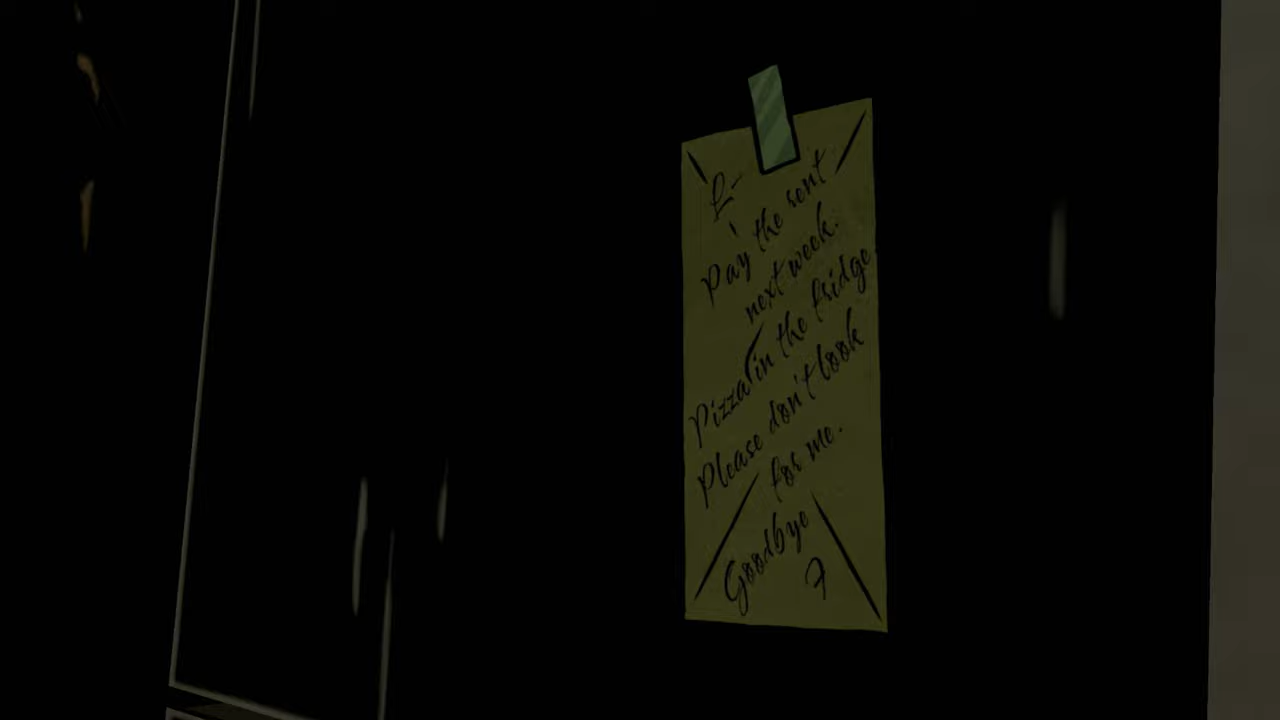 E-
Pay the rent
next week.
Pizza in the fridge.
Please don't look
for me.
Goodbye
F